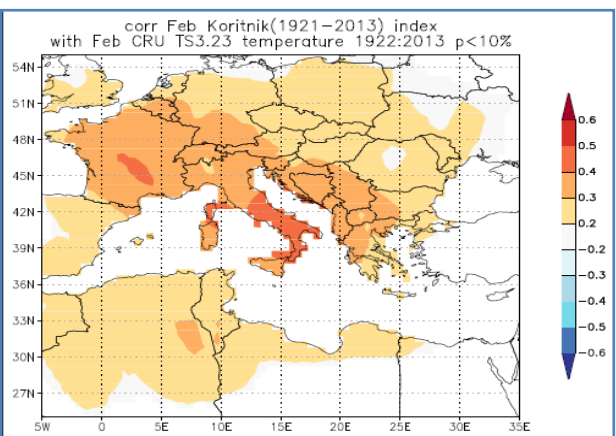 corr Feb Koritnik(1921−2013) index
with Feb CRU TS3.23 temperature 1922:2013 p<10%
54N
51N
48N
45N
42N
39N
36N
33N
30N
27N
5W 0 5E 10E 15E 20E 25E 30E 35E
0.6
0.5
0.4
0.3
0.2
−0.2
−0.3
−0.4
−0.5
−0.6